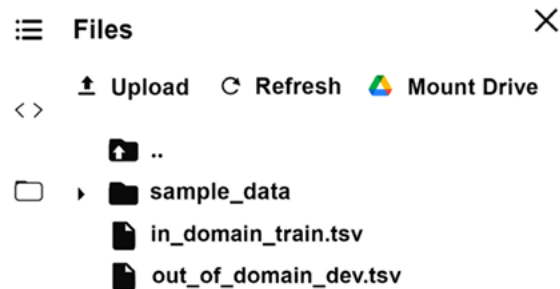 Files
Upload Refresh Mount Drive
..
sample_data
in_domain_train.tsv
out_of_domain_dev.tsv